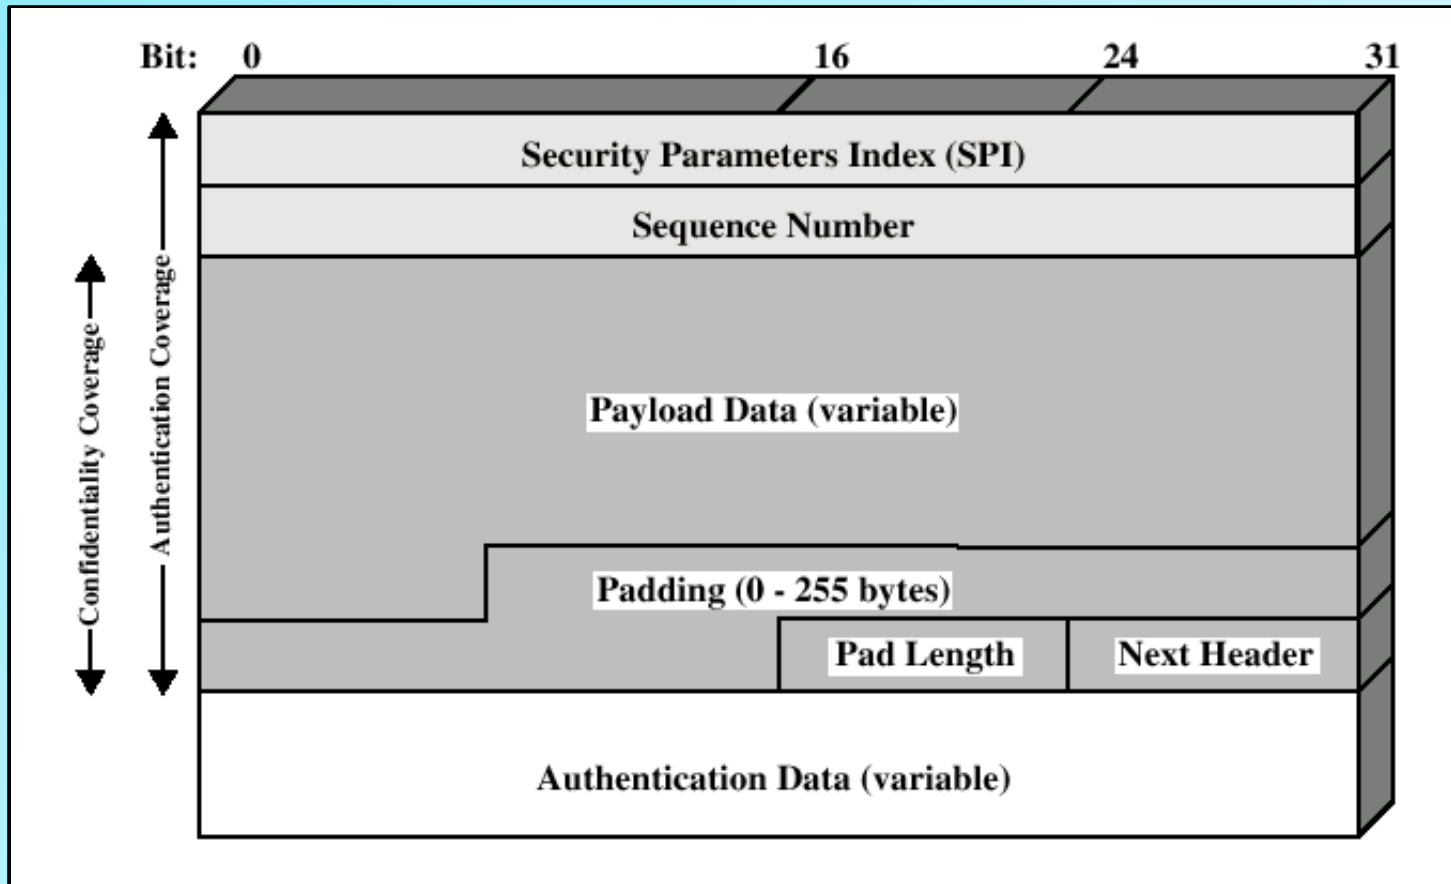 Bit: 0 16 24 31
Security Parameters Index (SPI)
Sequence Number
Confidentiality Coverage
Authentication Coverage
Payload Data (variable)
Padding (0 - 255 bytes)
Pad Length Next Header
Authentication Data (variable)